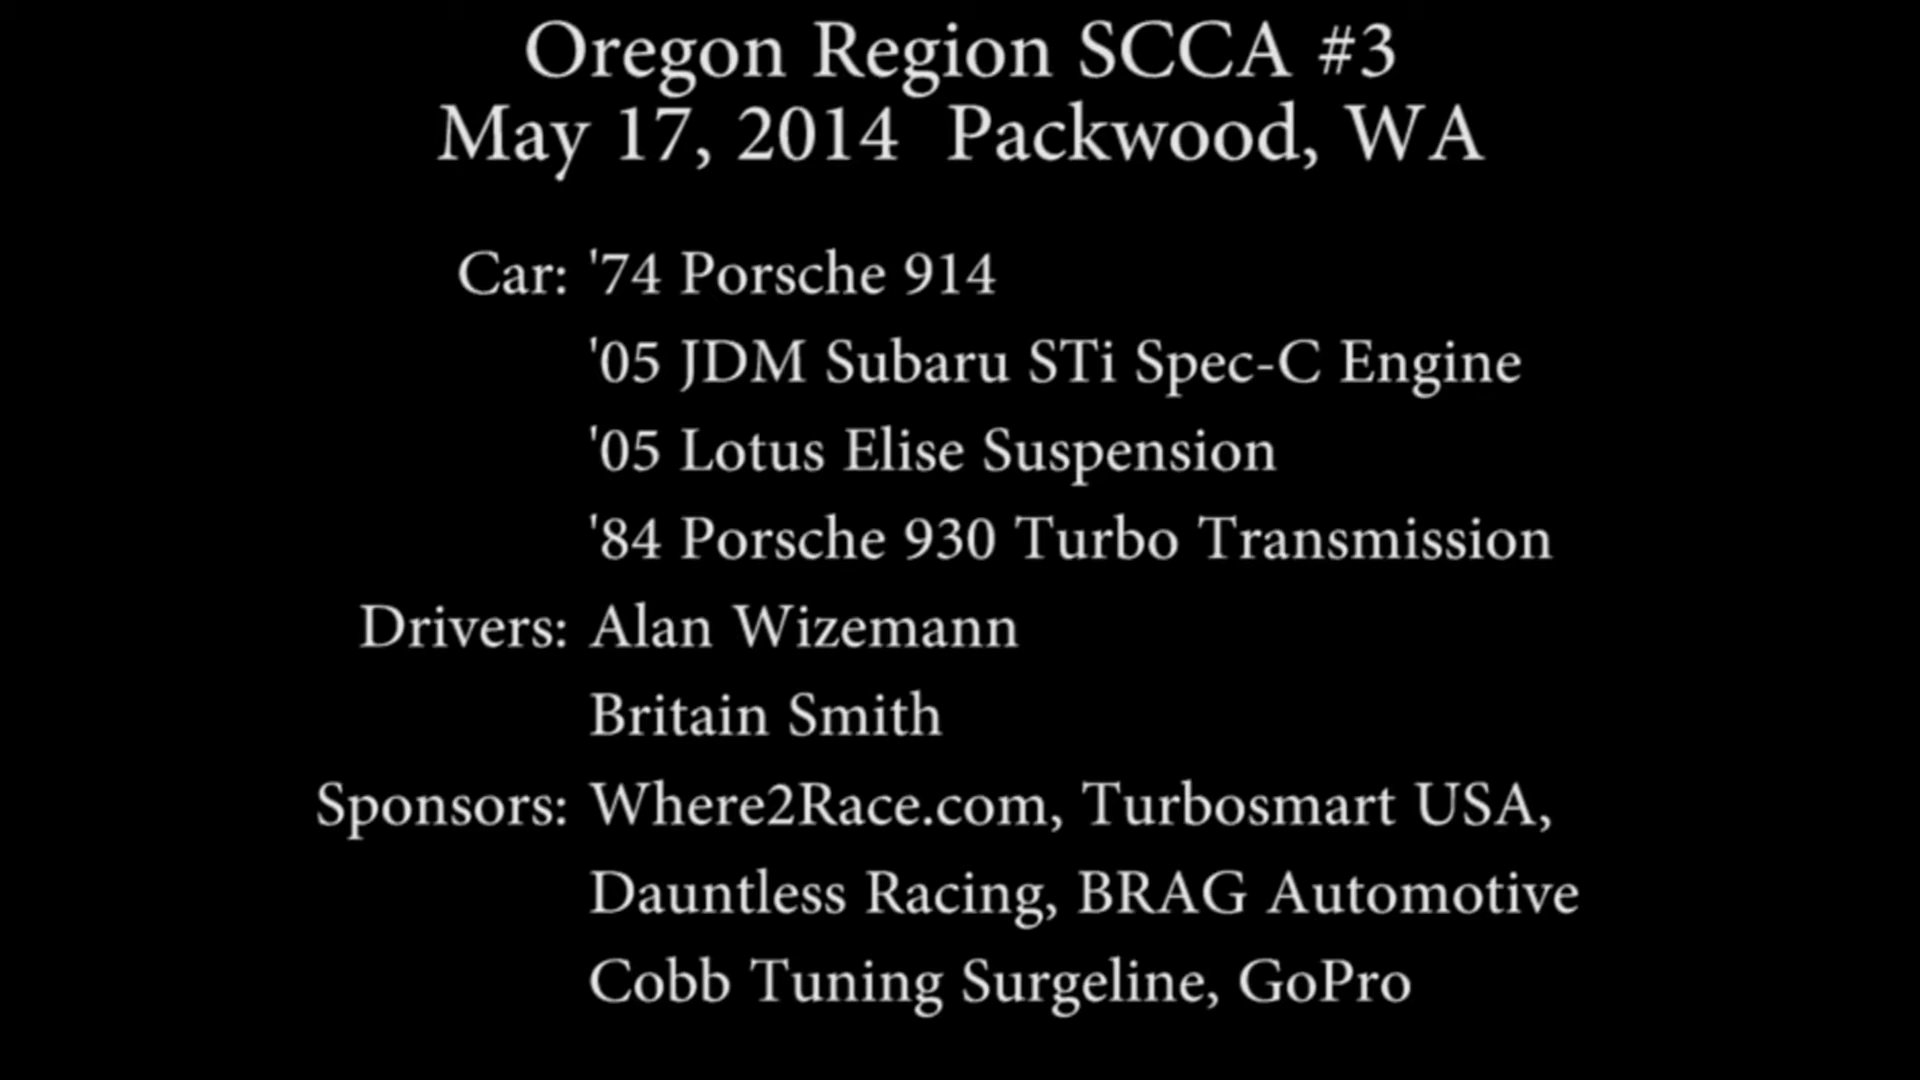 Oregon Region SCCA #3
May 17, 2014 Packwood, WA
Car: '74 Porsche 914
'05 JDM Subaru STi Spec-C Engine
'05 Lotus Elise Suspension
'84 Porsche 930 Turbo Transmission
Drivers: Alan Wizemann
Britain Smith
Sponsors: Where2Race.com, Turbosmart USA,
Dauntless Racing, BRAG Automotive
Cobb Tuning Surgeline, GoPro